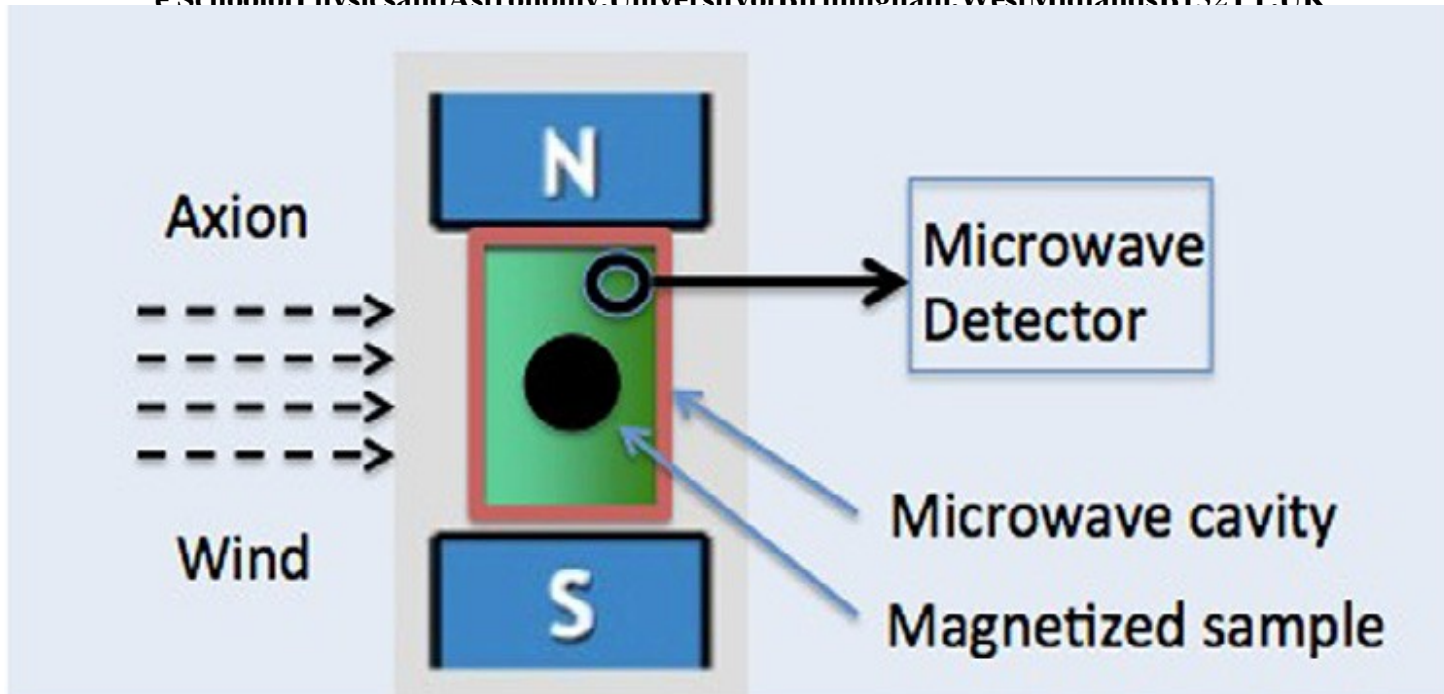 Axion
Wind
N
S
Microwave
Detector
Microwave cavity
Magnetized sample